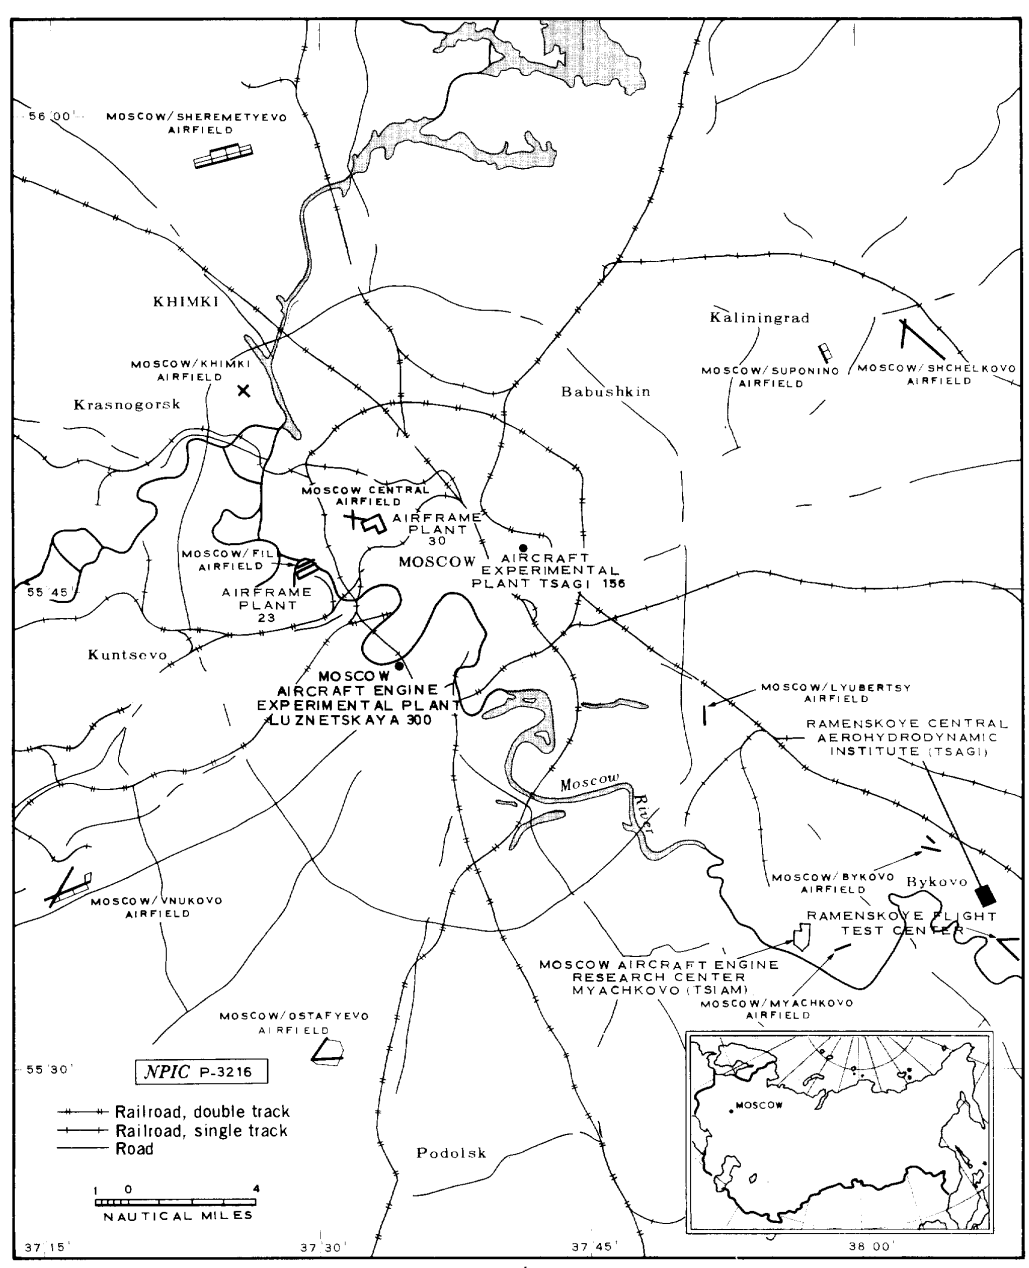 56 00'
MOSCOW/SHEREMETYEVO
AIRFIELD
KHIMKI
Kaliningrad
MOSCOW/KHIMKI
AIRFIELD
MOSCOW/SUPONINO
AIRFIELD
MOSCOW/SHCHELKOVO
AIRFIELD
Krasnogorsk
Babushkin
MOSCOW CENTRAL
AIRFIELD
AIRFRAME
PLANT
30
MOSCOW/FILI
AIRFIELD
MOSCOW
AIRCRAFT
EXPERIMENTAL
PLANT TSAGI 156
55 45'
AIRFRAME
PLANT
23
Kuntsevo
MOSCOW
AIRCRAFT ENGINE
EXPERIMENTAL PLANT
LUZNETSKAYA 300
MOSCOW/LYUBERTSY
AIRFIELD
RAMENSKOYE CENTRAL
AEROHYDRODYNAMIC
INSTITUTE (TSAGI)
Moscow
River
MOSCOW/VNUKOVO
AIRFIELD
MOSCOW/BYKOVO
AIRFIELD
Bykovo
RAMENSKOYE FLIGHT
TEST CENTER
MOSCOW AIRCRAFT ENGINE
RESEARCH CENTER
MYACHKOVO (TSIAM)
MOSCOW/MYACHKOVO
AIRFIELD
MOSCOW/OSTAFYEVO
AIRFIELD
55 30'
NPIC P-3216
Railroad, double track
Railroad, single track
Road
MOSCOW
Podolsk
1 0 4
NAUTICAL MILES
37 15' 37 30' 37 45' 38 00'